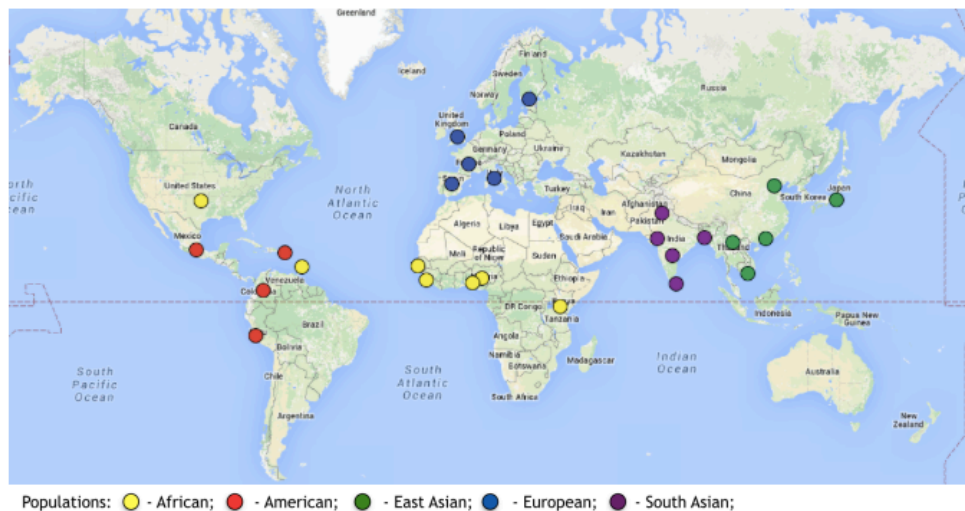 Greenland
Iceland
Finland
Sweden
Norway
Russia
United
Kingdom
Canada
Poland
Germany
Ukraine
Kazakhstan
Mongolia
United States
North
Atlantic
Ocean
Turkey
China
South Korea
Japan
Afghanistan
Iraq
Iran
Pakistan
Algeria
Libya
Egypt
Saudi Arabia
Mexico
Mali
Republic
of Niger
Sudan
India
Thailand
Venezuela
Ethiopia
DR Congo
Tanzania
Indonesia
Papua New
Guinea
Brazil
Bolivia
Angola
Namibia
Botswana
Madagascar
Indian
Ocean
Australia
South
Pacific
Ocean
Chile
South
Atlantic
Ocean
South Africa
Argentina
New
Zealand
Populations: - African; - American; - East Asian; - European; - South Asian;